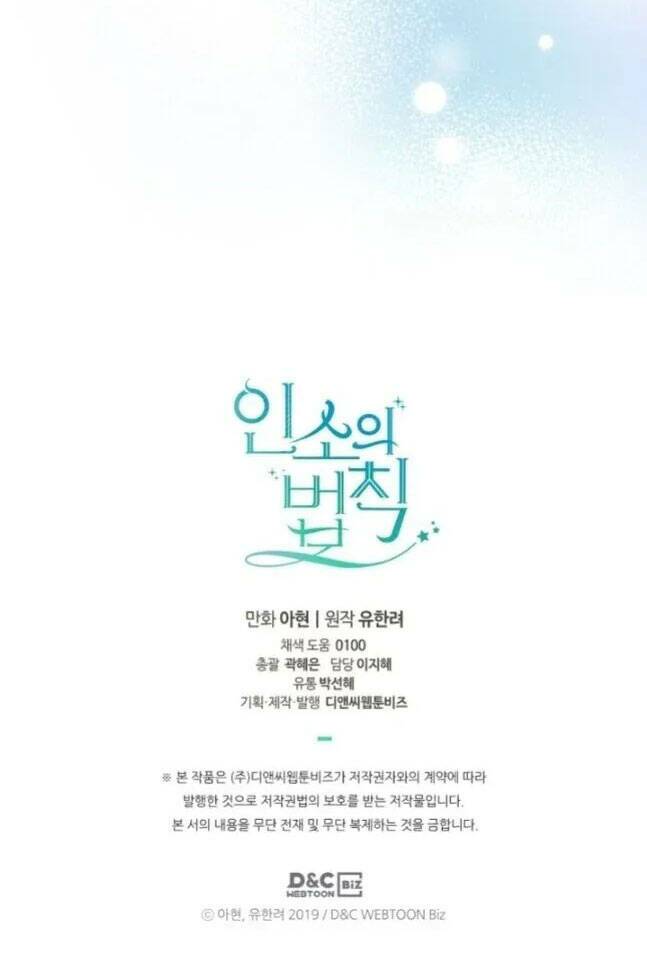 인소의
법칙
만화 아현 | 원작 유한려
채색 도움 0100
총괄 곽혜은 담당 이지혜
유통 박선혜
기획·제작·발행 디앤씨웹툰비즈
※ 본 작품은 (주)디앤씨웹툰비즈가 저작권자와의 계약에 따라
발행한 것으로 저작권법의 보호를 받는 저작물입니다.
본 서의 내용을 무단 전재 및 무단 복제하는 것을 금합니다.
D&C BiZ
WEBTOON
ⓒ 아현, 유한려 2019 / D&C WEBTOON Biz